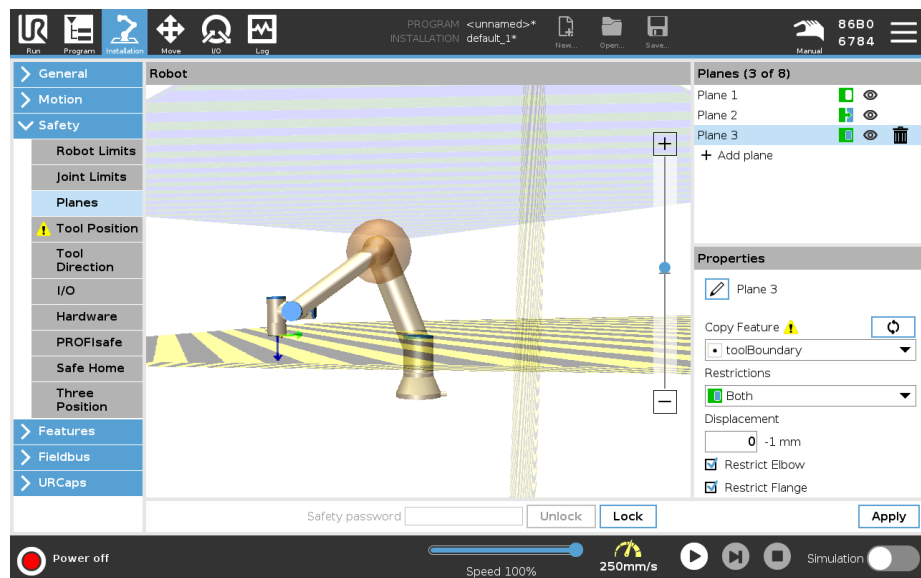 PROGRAM <unnamed>*
INSTALLATION default_1*
Run
Program
Installation
Move
I/O
Log
New...
Open...
Save...
Manual
86B0
6784
General
Motion
Safety
Robot Limits
Joint Limits
Planes
Tool Position
Tool
Direction
I/O
Hardware
PROFIsafe
Safe Home
Three
Position
Features
Fieldbus
URCaps
Robot
Planes (3 of 8)
Plane 1
Plane 2
Plane 3
+ Add plane
Properties
Plane 3
Copy Feature
toolBoundary
Restrictions
Both
Displacement
0 -1 mm
Restrict Elbow
Restrict Flange
Safety password
Unlock
Lock
Apply
Power off
Speed 100%
250mm/s
Simulation